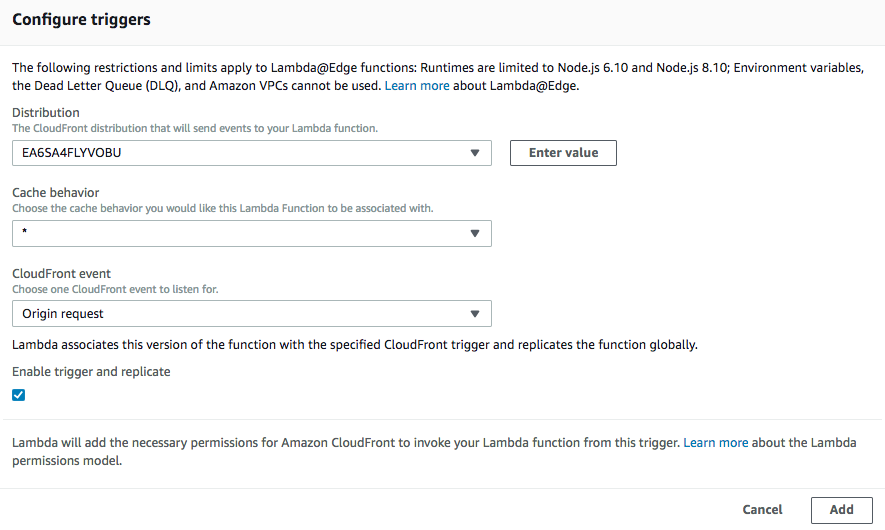 Configure triggers
The following restrictions and limits apply to Lambda@Edge functions: Runtimes are limited to Node.js 6.10 and Node.js 8.10; Environment variables,
the Dead Letter Queue (DLQ), and Amazon VPCs cannot be used. Learn more about Lambda@Edge.
Distribution
The CloudFront distribution that will send events to your Lambda function.
EA6SA4FLYVOBU
Enter value
Cache behavior
Choose the cache behavior you would like this Lambda Function to be associated with.
*
CloudFront event
Choose one CloudFront event to listen for.
Origin request
Lambda associates this version of the function with the specified CloudFront trigger and replicates the function globally.
Enable trigger and replicate
Lambda will add the necessary permissions for Amazon CloudFront to invoke your Lambda function from this trigger. Learn more about the Lambda
permissions model.
Cancel
Add